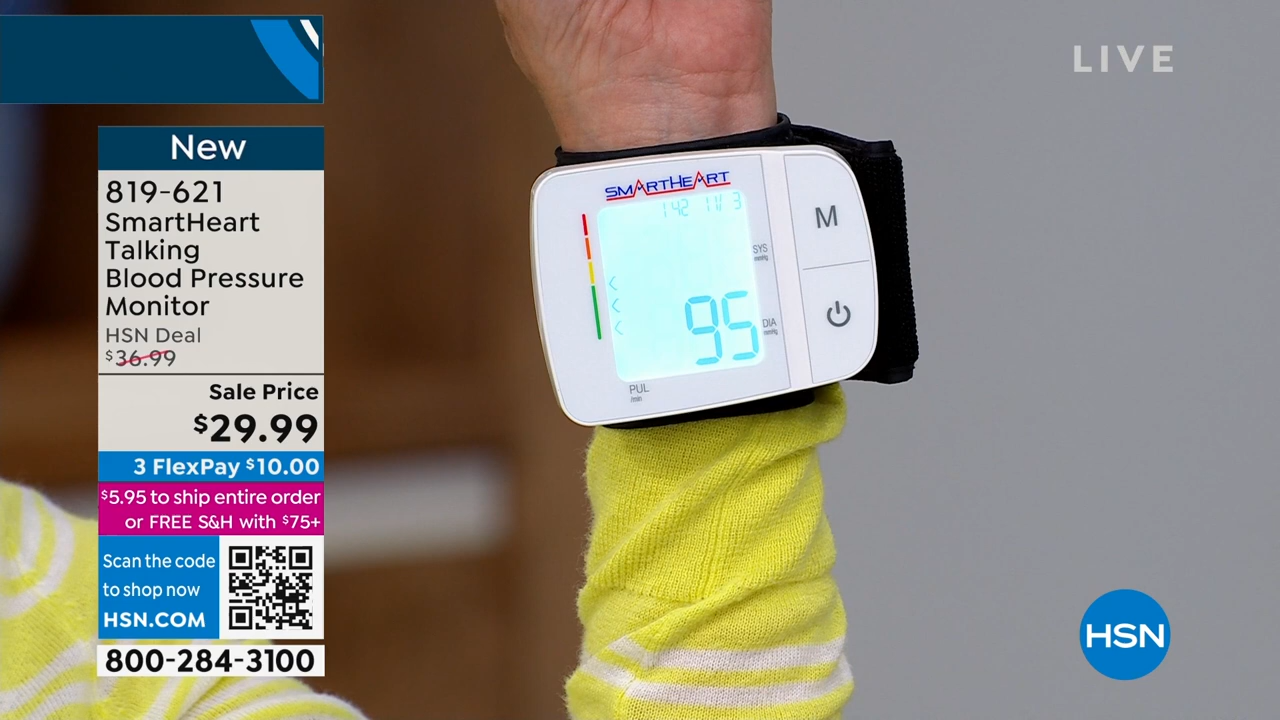 LIVE
New
819-621
SmartHeart
Talking
Blood Pressure
Monitor
HSN Deal
$36.99
Sale Price
$29.99
3 FlexPay $10.00
$5.95 to ship entire order
or FREE S&H with $75+
Scan the code
to shop now
HSN.COM
800-284-3100
SMARTHEART
1:42 11/ 3
SYS
mmHg
95
DIA
mmHg
PUL
/min
M
HSN